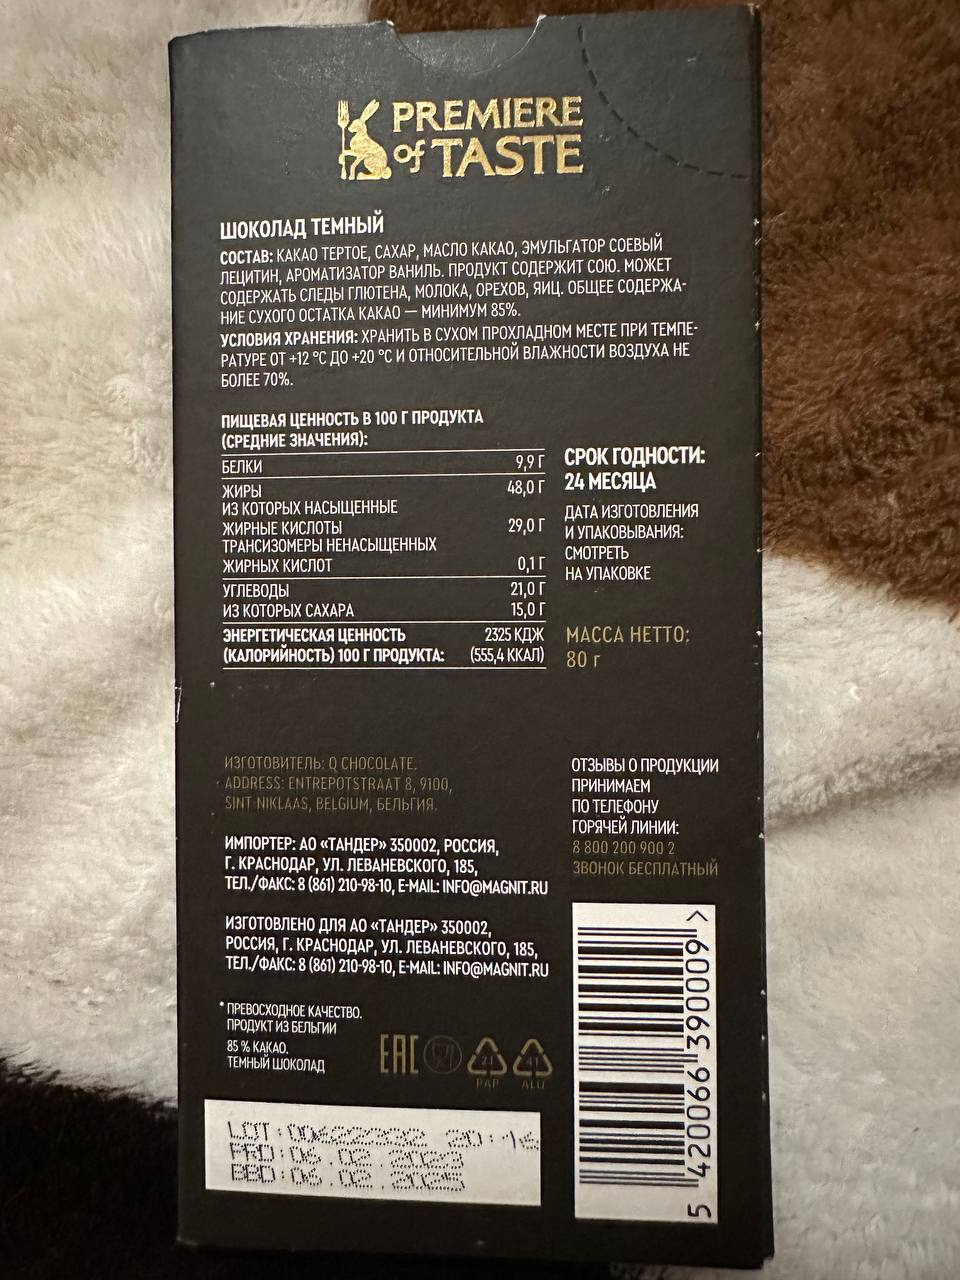 PREMIERE
of TASTE
ШОКОЛАД ТЕМНЫЙ
СОСТАВ: КАКАО ТЕРТОЕ, САХАР, МАСЛО КАКАО, ЭМУЛЬГАТОР СОЕВЫЙ
ЛЕЦИТИН, АРОМАТИЗАТОР ВАНИЛЬ. ПРОДУКТ СОДЕРЖИТ СОЮ. МОЖЕТ
СОДЕРЖАТЬ СЛЕДЫ ГЛЮТЕНА, МОЛОКА, ОРЕХОВ, ЯИЦ. ОБЩЕЕ СОДЕРЖА-
НИЕ СУХОГО ОСТАТКА КАКАО — МИНИМУМ 85%.
УСЛОВИЯ ХРАНЕНИЯ: ХРАНИТЬ В СУХОМ ПРОХЛАДНОМ МЕСТЕ ПРИ ТЕМПЕ-
РАТУРЕ ОТ +12 °С ДО +20 °С И ОТНОСИТЕЛЬНОЙ ВЛАЖНОСТИ ВОЗДУХА НЕ
БОЛЕЕ 70%.
ПИЩЕВАЯ ЦЕННОСТЬ В 100 Г ПРОДУКТА
(СРЕДНИЕ ЗНАЧЕНИЯ):
БЕЛКИ 9,9 Г
ЖИРЫ 48,0 Г
ИЗ КОТОРЫХ НАСЫЩЕННЫЕ
ЖИРНЫЕ КИСЛОТЫ 29,0 Г
ТРАНСИЗОМЕРЫ НЕНАСЫЩЕННЫХ
ЖИРНЫХ КИСЛОТ 0,1 Г
УГЛЕВОДЫ 21,0 Г
ИЗ КОТОРЫХ САХАРА 15,0 Г
ЭНЕРГЕТИЧЕСКАЯ ЦЕННОСТЬ 2325 КДЖ
(КАЛОРИЙНОСТЬ) 100 Г ПРОДУКТА: (555,4 ККАЛ)
СРОК ГОДНОСТИ:
24 МЕСЯЦА
ДАТА ИЗГОТОВЛЕНИЯ
И УПАКОВЫВАНИЯ:
СМОТРЕТЬ
НА УПАКОВКЕ
МАССА НЕТТО:
80 г
ИЗГОТОВИТЕЛЬ: Q CHOCOLATE.
ADDRESS: ENTREPOTSTRAAT 8, 9100,
SINT NIKLAAS, BELGIUM, БЕЛЬГИЯ.
ИМПОРТЕР: АО «ТАНДЕР» 350002, РОССИЯ,
Г. КРАСНОДАР, УЛ. ЛЕВАНЕВСКОГО, 185,
ТЕЛ./ФАКС: 8 (861) 210-98-10, E-MAIL: INFO@MAGNIT.RU
ИЗГОТОВЛЕНО ДЛЯ АО «ТАНДЕР» 350002,
РОССИЯ, Г. КРАСНОДАР, УЛ. ЛЕВАНЕВСКОГО, 185,
ТЕЛ./ФАКС: 8 (861) 210-98-10, E-MAIL: INFO@MAGNIT.RU
* ПРЕВОСХОДНОЕ КАЧЕСТВО.
ПРОДУКТ ИЗ БЕЛЬГИИ
85 % КАКАО.
ТЕМНЫЙ ШОКОЛАД
EAC
21
PAP
41
ALU
ОТЗЫВЫ О ПРОДУКЦИИ
ПРИНИМАЕМ
ПО ТЕЛЕФОНУ
ГОРЯЧЕЙ ЛИНИИ:
8 800 200 900 2
ЗВОНОК БЕСПЛАТНЫЙ
5 420066 390009 >
LOT: 20:16
PRD:06.02.2023
BBD:06.02.2025